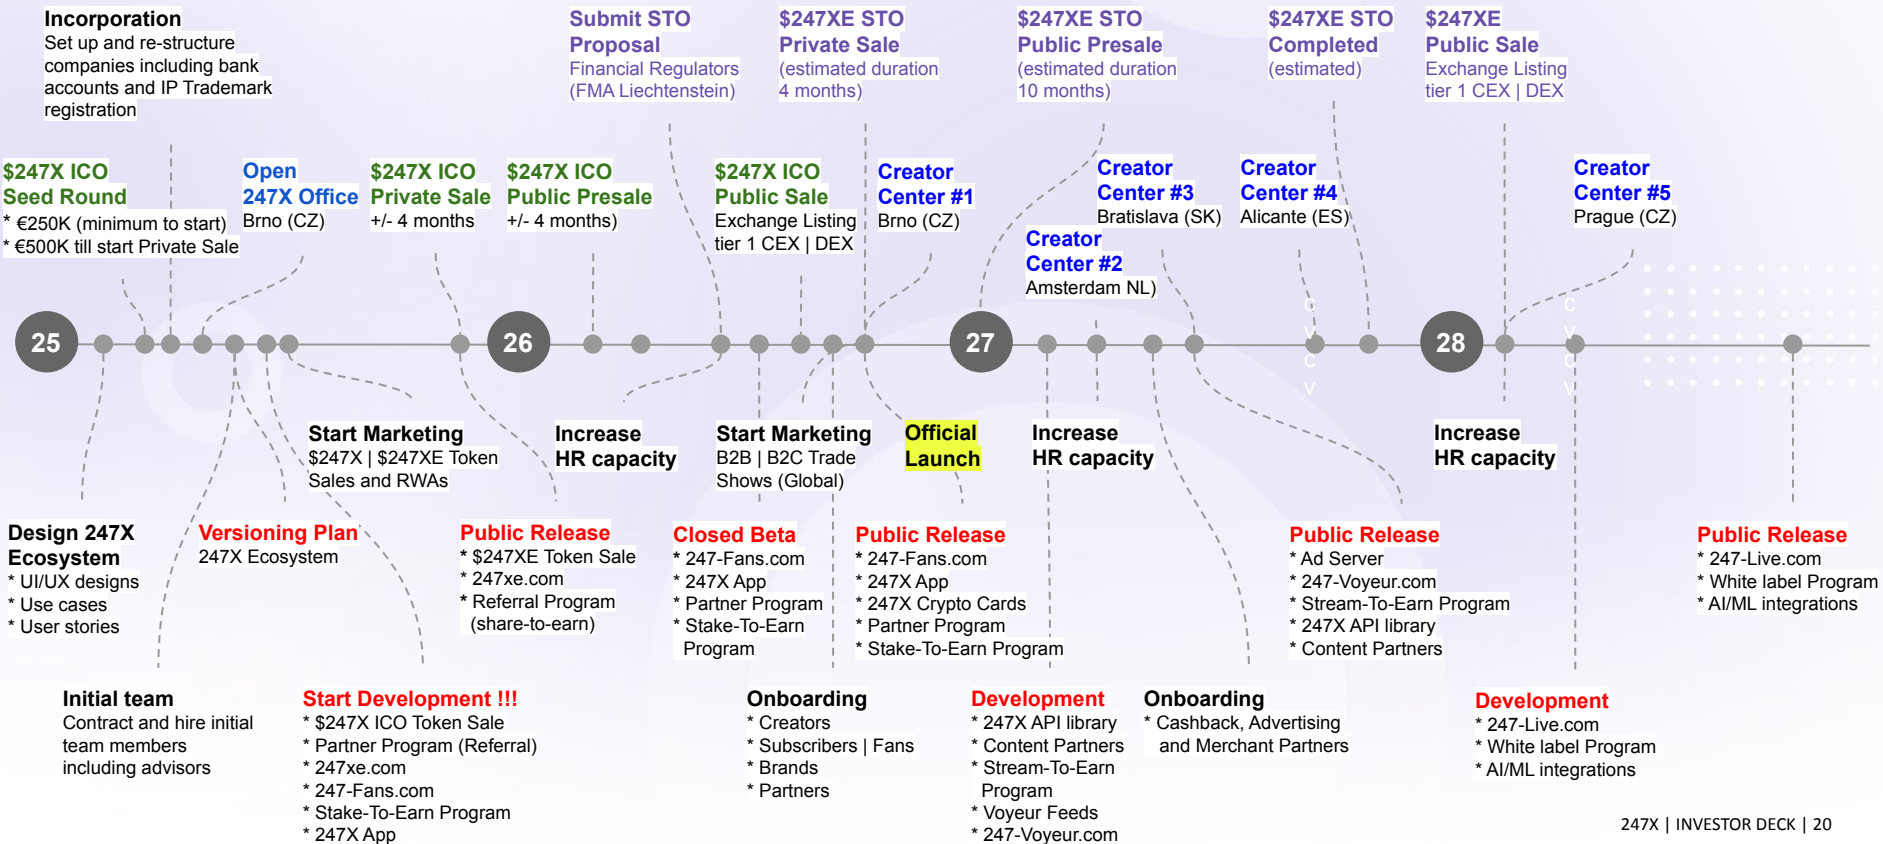 Incorporation
Set up and re-structure
companies including bank
accounts and IP Trademark
registration
Submit STO
Proposal
Financial Regulators
(FMA Liechtenstein)
$247XE STO
Private Sale
(estimated duration
4 months)
$247XE STO
Public Presale
(estimated duration
10 months)
$247XE STO
Completed
(estimated)
$247XE
Public Sale
Exchange Listing
tier 1 CEX | DEX
$247X ICO
Seed Round
* €250K (minimum to start)
* €500K till start Private Sale
Open
247X Office
Brno (CZ)
$247X ICO
Private Sale
+/- 4 months
$247X ICO
Public Presale
+/- 4 months)
$247X ICO
Public Sale
Exchange Listing
tier 1 CEX | DEX
Creator
Center #1
Brno (CZ)
Creator
Center #2
Amsterdam NL)
Creator
Center #3
Bratislava (SK)
Creator
Center #4
Alicante (ES)
Creator
Center #5
Prague (CZ)
C
V
C
V
C
V
C
V
25
26
27
28
Start Marketing
$247X | $247XE Token
Sales and RWAs
Increase
HR capacity
Start Marketing
B2B | B2C Trade
Shows (Global)
Official
Launch
Increase
HR capacity
Increase
HR capacity
Design 247X
Ecosystem
* UI/UX designs
* Use cases
* User stories
Versioning Plan
247X Ecosystem
Public Release
* $247XE Token Sale
* 247xe.com
* Referral Program
(share-to-earn)
Closed Beta
* 247-Fans.com
* 247X App
* Partner Program
* Stake-To-Earn
Program
Public Release
* 247-Fans.com
* 247X App
* 247X Crypto Cards
* Partner Program
* Stake-To-Earn Program
Public Release
* Ad Server
* 247-Voyeur.com
* Stream-To-Earn Program
* 247X API library
* Content Partners
Public Release
* 247-Live.com
* White label Program
* AI/ML integrations
Initial team
Contract and hire initial
team members
including advisors
Start Development !!!
* $247X ICO Token Sale
* Partner Program (Referral)
* 247xe.com
* 247-Fans.com
* Stake-To-Earn Program
* 247X App
Onboarding
* Creators
* Subscribers | Fans
* Brands
* Partners
Development
* 247X API library
* Content Partners
* Stream-To-Earn
Program
* Voyeur Feeds
* 247-Voyeur.com
Onboarding
* Cashback, Advertising
and Merchant Partners
Development
* 247-Live.com
* White label Program
* AI/ML integrations
247X | INVESTOR DECK | 20